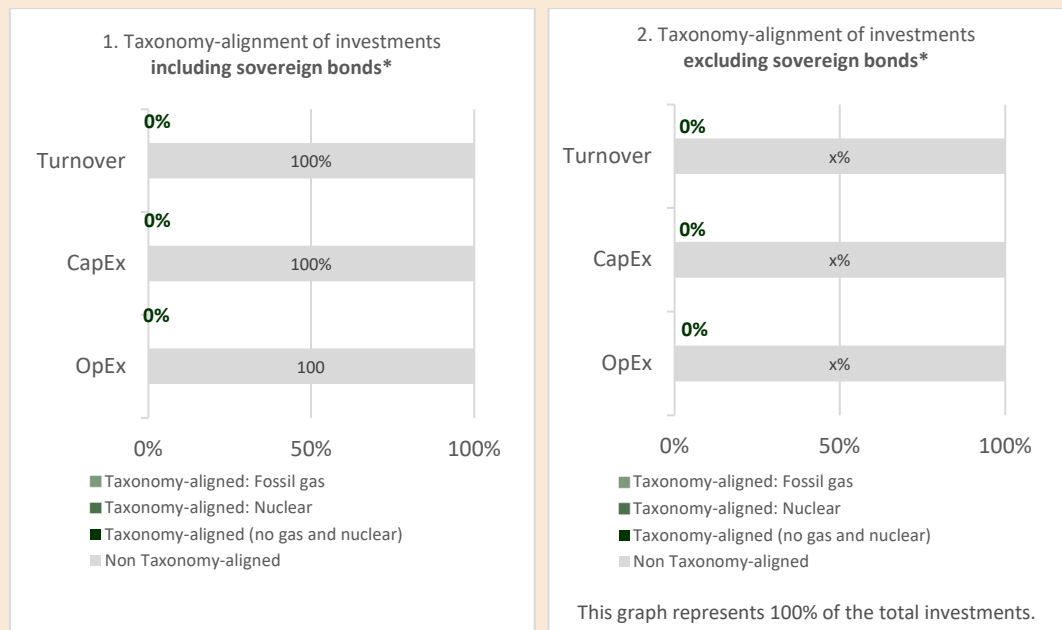 1. Taxonomy-alignment of investments
including sovereign bonds*
0%
Turnover
100%
0%
CapEx
100%
0%
OpEx
100
0%
50%
100%
Taxonomy-aligned: Fossil gas
Taxonomy-aligned: Nuclear
Taxonomy-aligned (no gas and nuclear)
Non Taxonomy-aligned
2. Taxonomy-alignment of investments
excluding sovereign bonds*
0%
Turnover
x%
0%
CapEx
x%
0%
OpEx
x%
0%
50%
100%
Taxonomy-aligned: Fossil gas
Taxonomy-aligned: Nuclear
Taxonomy-aligned (no gas and nuclear)
Non Taxonomy-aligned
This graph represents 100% of the total investments.